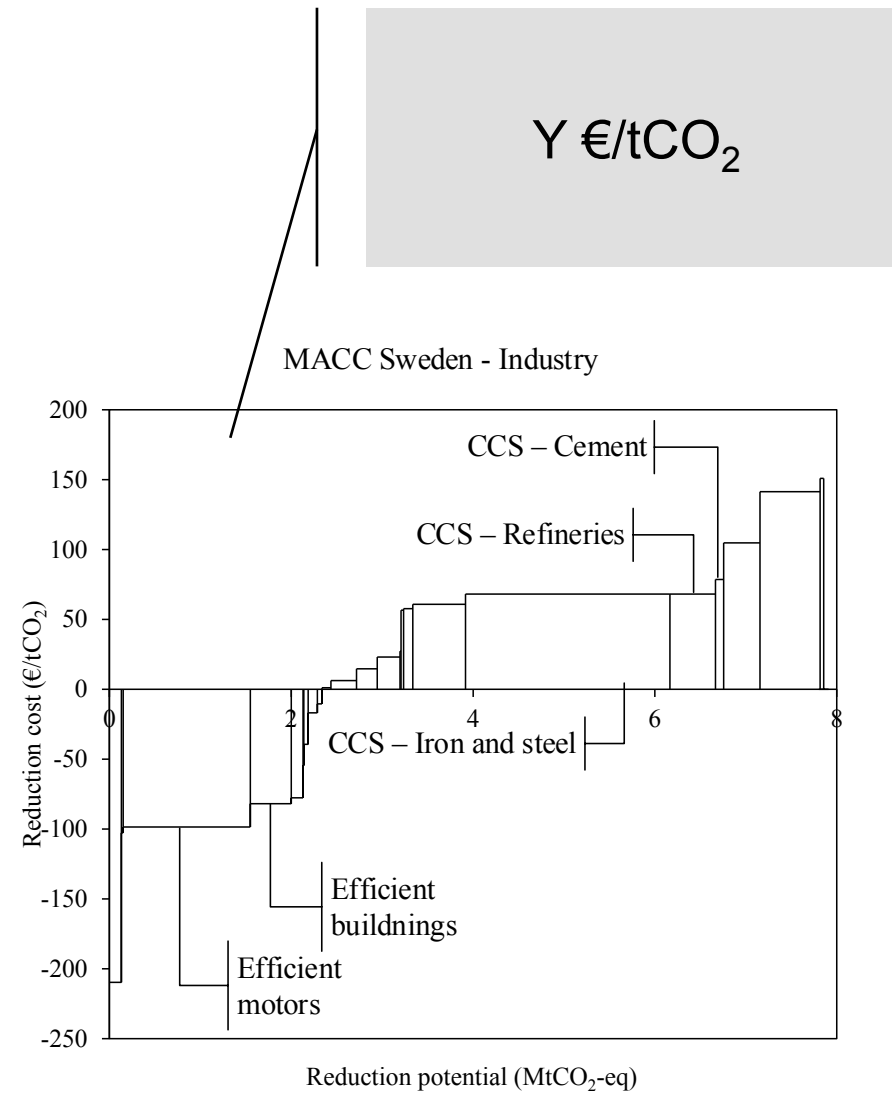 Y €/tCO₂
MACC Sweden - Industry
200
150
100
50
0
-50
-100
-150
-200
-250
Reduction cost (€/tCO₂)
0
2
4
6
8
CCS – Cement
CCS – Refineries
CCS – Iron and steel
Efficient
buildnings
Efficient
motors
Reduction potential (MtCO₂-eq)